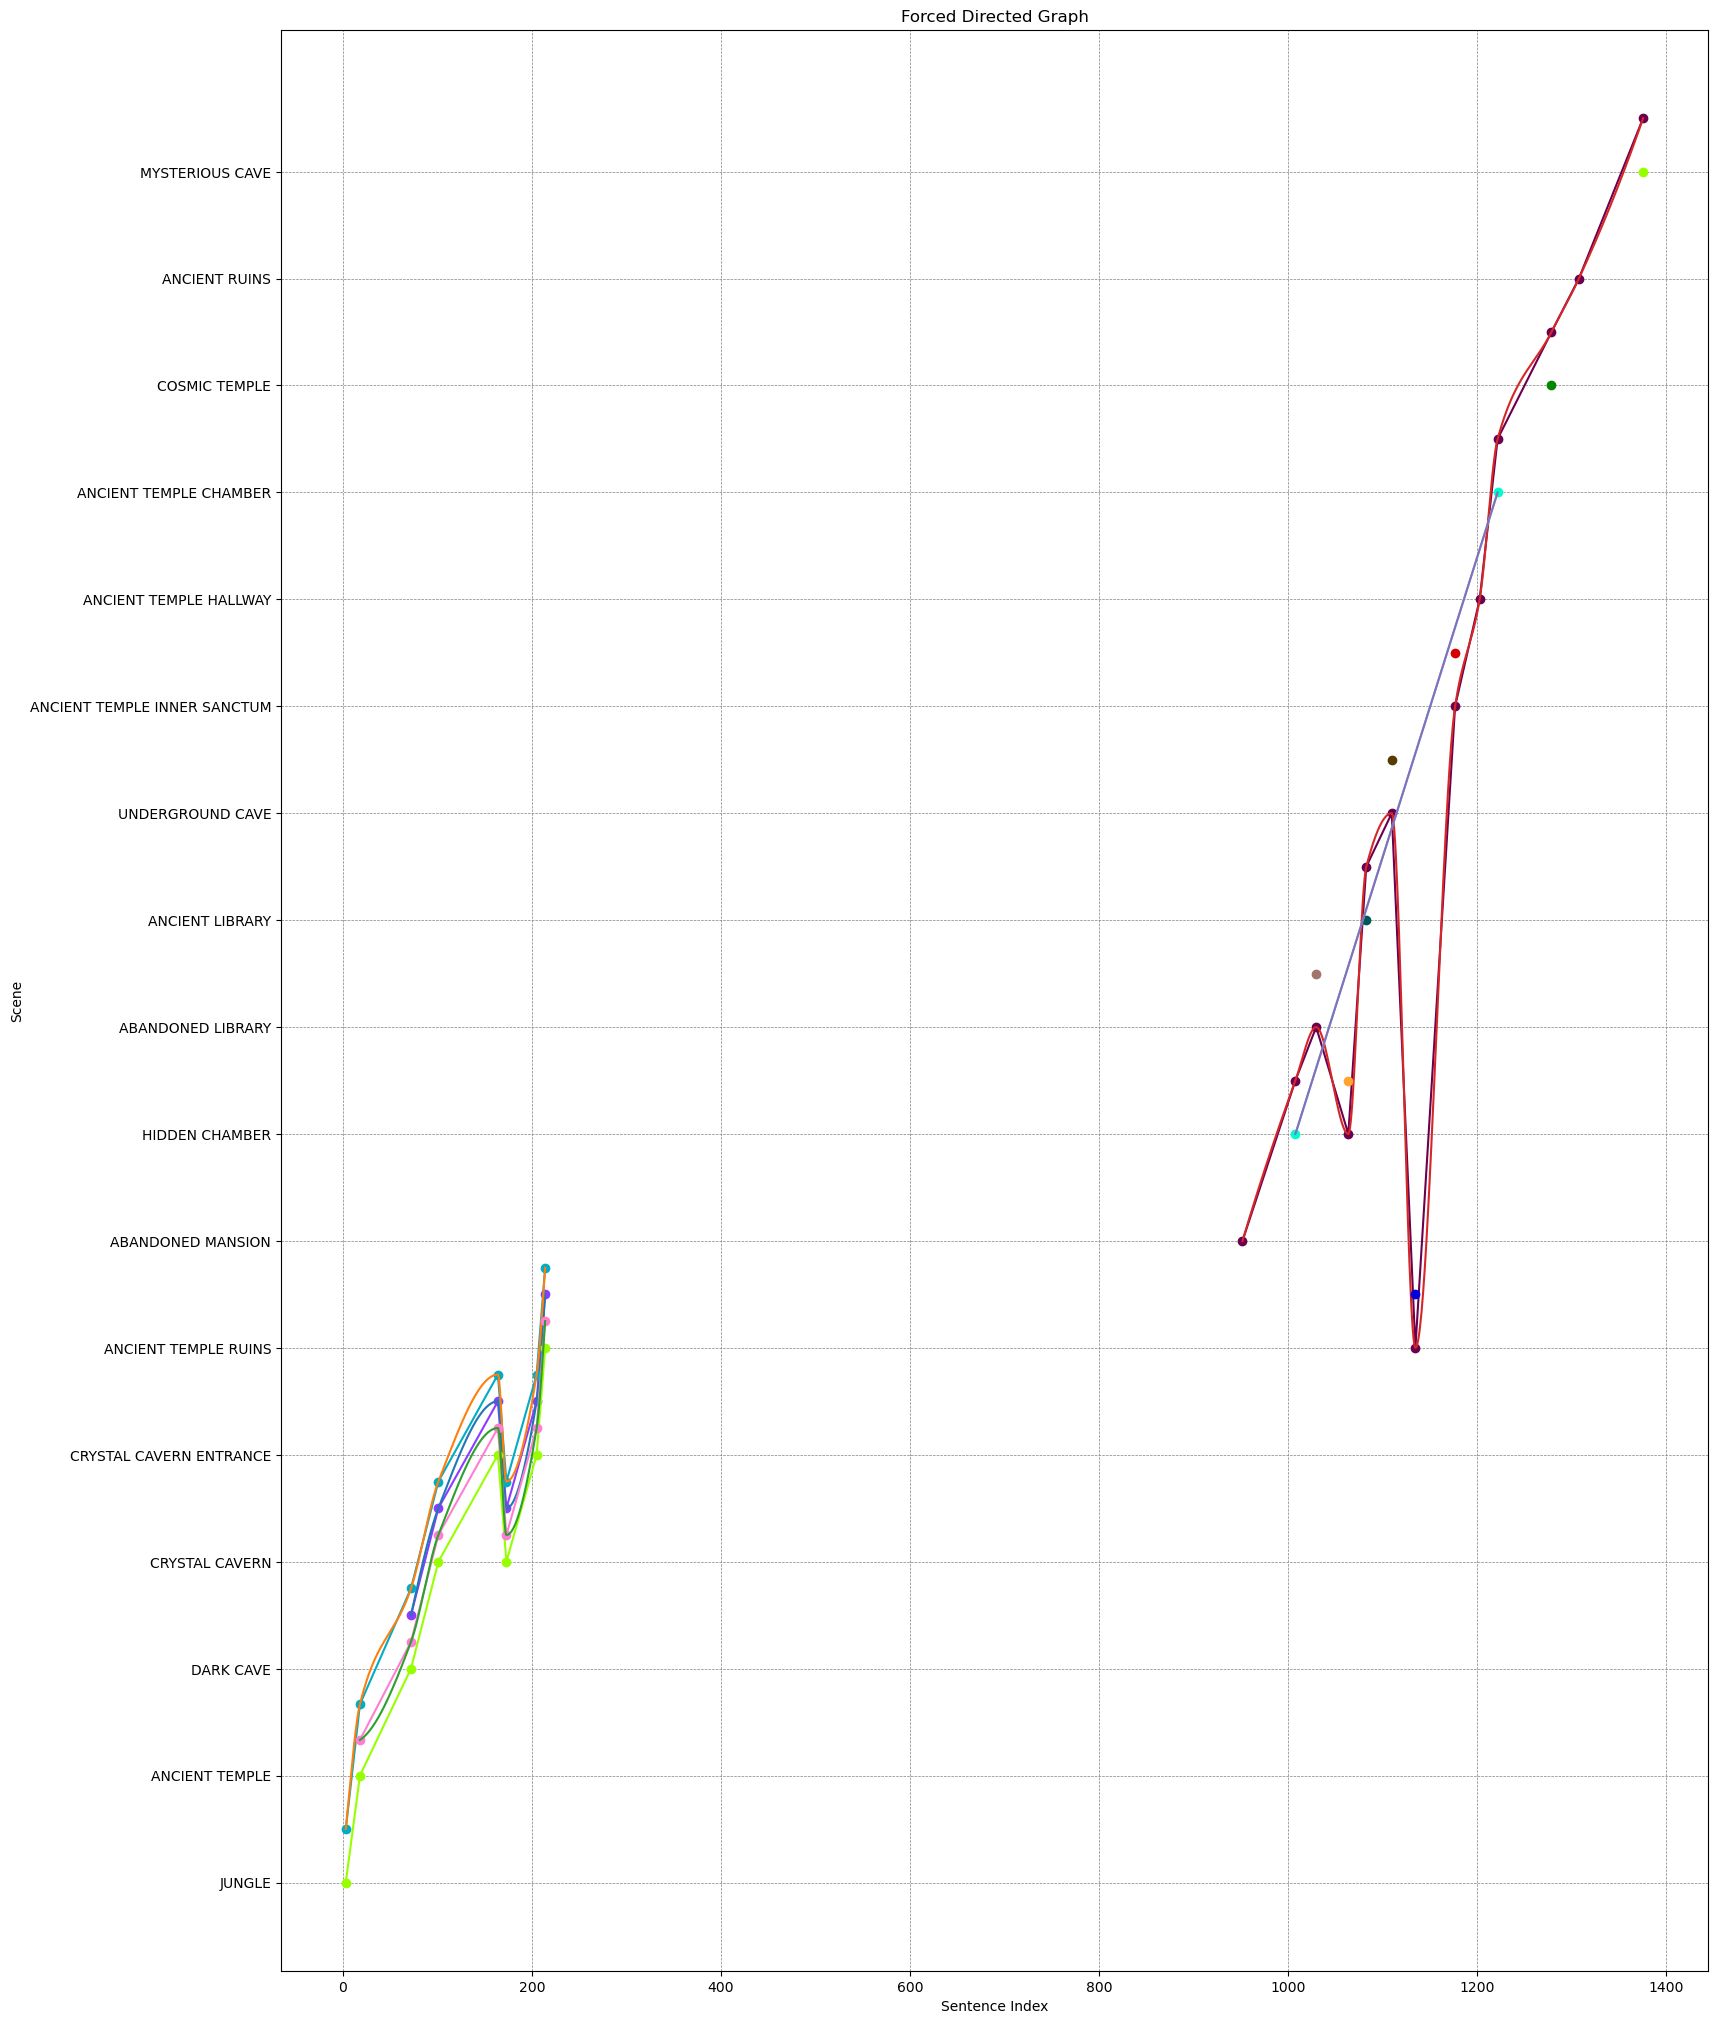 Forced Directed Graph
MYSTERIOUS CAVE
ANCIENT RUINS
COSMIC TEMPLE
ANCIENT TEMPLE CHAMBER
ANCIENT TEMPLE HALLWAY
ANCIENT TEMPLE INNER SANCTUM
UNDERGROUND CAVE
ANCIENT LIBRARY
ABANDONED LIBRARY
HIDDEN CHAMBER
ABANDONED MANSION
ANCIENT TEMPLE RUINS
CRYSTAL CAVERN ENTRANCE
CRYSTAL CAVERN
DARK CAVE
ANCIENT TEMPLE
JUNGLE
Scene
0 200 400 600 800 1000 1200 1400
Sentence Index